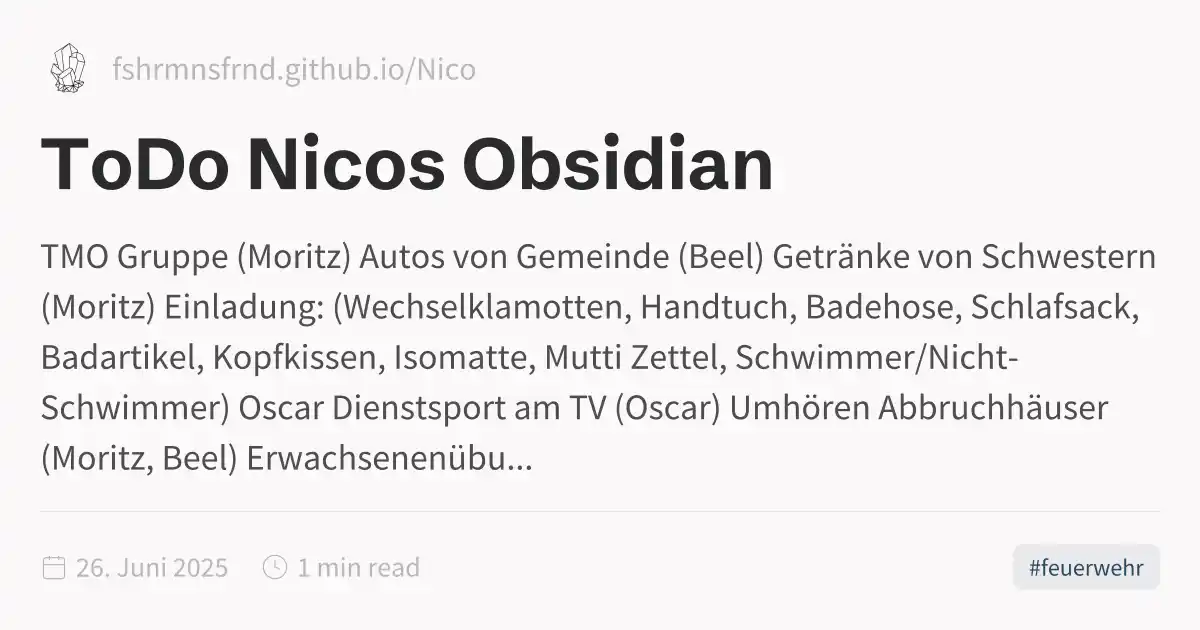 fshrmnsfrnd.github.io/Nico
ToDo Nicos Obsidian
TMO Gruppe (Moritz) Autos von Gemeinde (Beel) Getränke von Schwestern
(Moritz) Einladung: (Wechselklamotten, Handtuch, Badehose, Schlafsack,
Badartikel, Kopfkissen, Isomatte, Mutti Zettel, Schwimmer/Nicht-
Schwimmer) Oscar Dienstsport am TV (Oscar) Umhören Abbruchhäuser
(Moritz, Beel) Erwachsenenübu...
26. Juni 2025 1 min read #feuerwehr